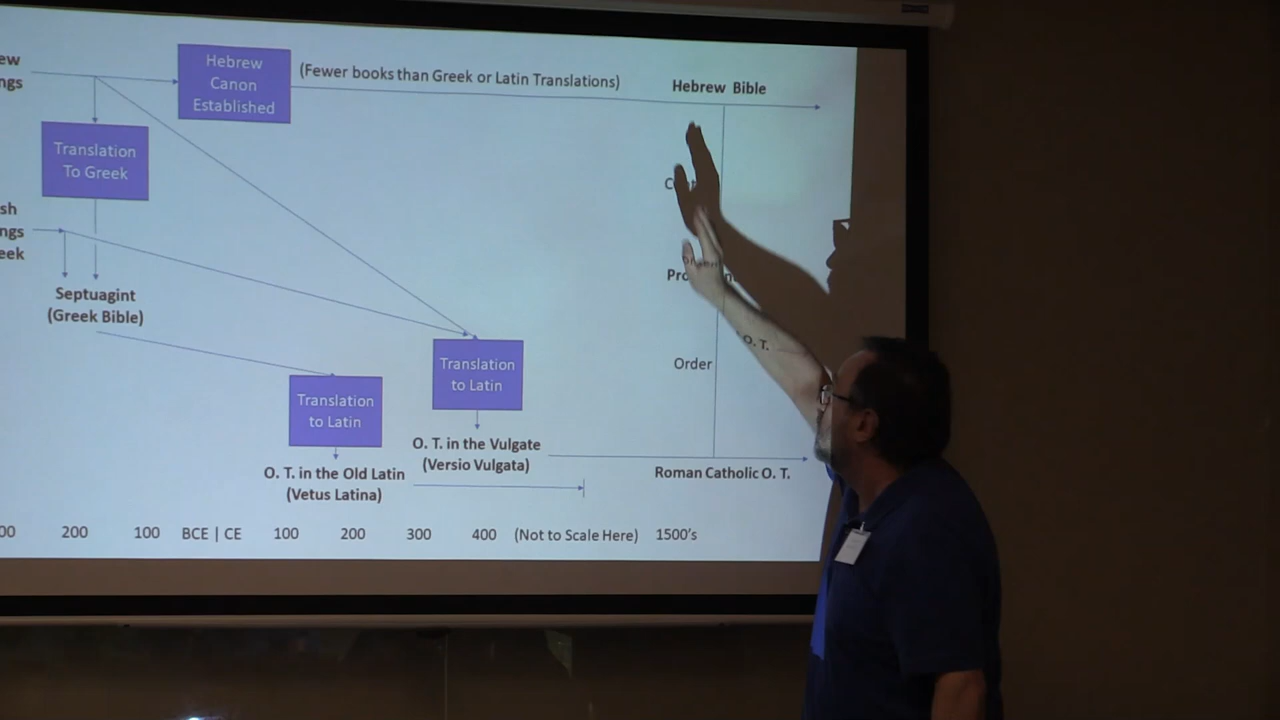 Hebrew
Canon
Established
(Fewer books than Greek or Latin Translations)
Hebrew Bible
Translation
To Greek
Septuagint
(Greek Bible)
Order
O. T.
Translation
to Latin
Translation
to Latin
O. T. in the Vulgate
(Versio Vulgata)
O. T. in the Old Latin
(Vetus Latina)
Roman Catholic O. T.
200 100 BCE | CE 100 200 300 400 (Not to Scale Here) 1500's